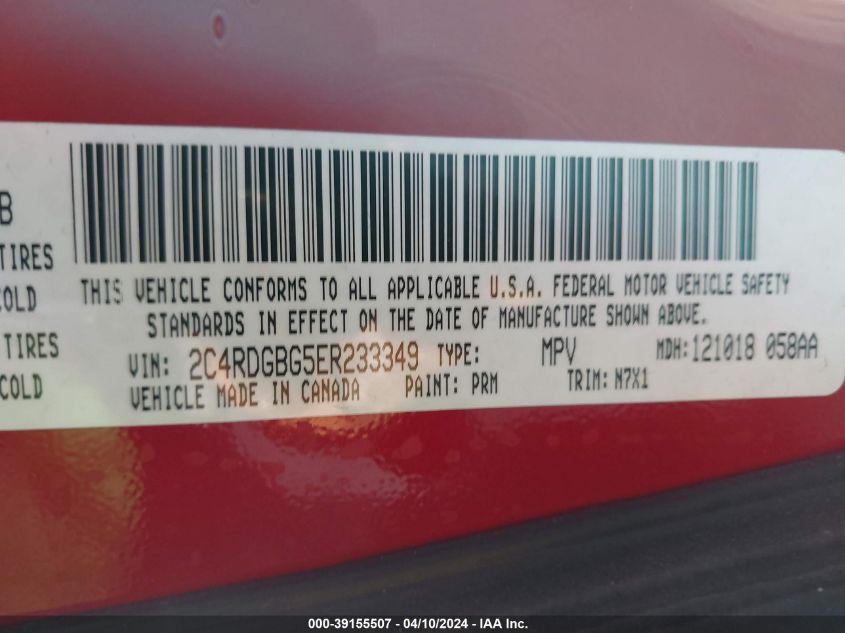 B
TIRES
COLD
TIRES
COLD
THIS VEHICLE CONFORMS TO ALL APPLICABLE U.S.A. FEDERAL MOTOR VEHICLE SAFETY
STANDARDS IN EFFECT ON THE DATE OF MANUFACTURE SHOWN ABOVE.
VIN: 2C4RDGBG5ER233349 TYPE: MPV MDH:121018 058AA
VEHICLE MADE IN CANADA PAINT: PRM TRIM: N7X1
000-39155507 - 04/10/2024 - IAA Inc.